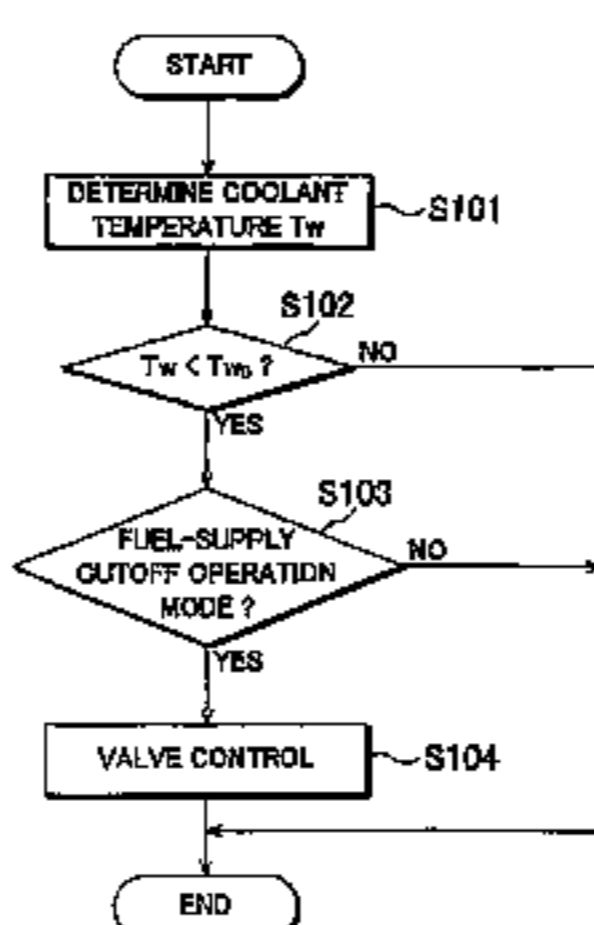 START
DETERMINE COOLANT
TEMPERATURE Tw
S101
S102
Tw < Tw₀ ?
NO
YES
S103
FUEL-SUPPLY
CUTOFF OPERATION
MODE ?
NO
YES
VALVE CONTROL
S104
END